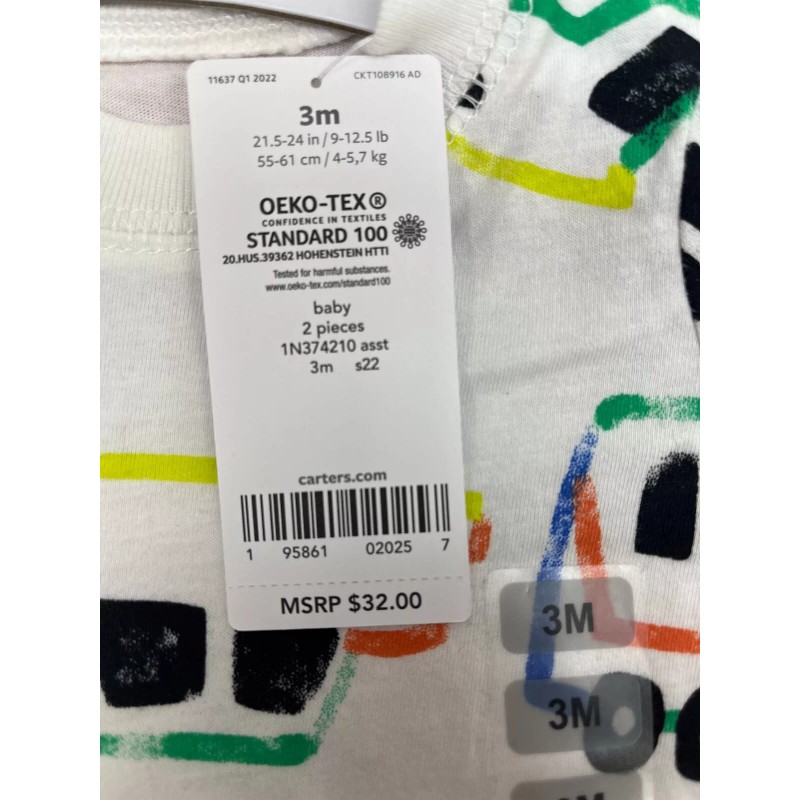 11637 Q1 2022 CKT108916 AD
3m
21.5-24 in / 9-12.5 lb
55-61 cm / 4-5,7 kg
OEKO-TEX®
CONFIDENCE IN TEXTILES
STANDARD 100
20.HUS.39362 HOHENSTEIN HTTI
Tested for harmful substances.
www.oeko-tex.com/standard100
baby
2 pieces
1N374210 asst
3m s22
carters.com
1 95861 02025 7
MSRP $32.00
3M
3M
3M